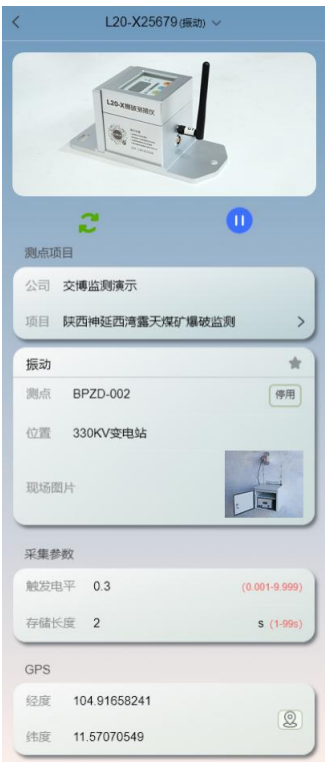 L20-X25679(振动)
L20-X爆破测振仪
测点项目
公司 交博监测演示
项目 陕西神延西湾露天煤矿爆破监测
振动
测点 BPZD-002 停用
位置 330KV变电站
现场图片
采集参数
触发电平 0.3 (0.001-9.999)
存储长度 2 s (1-99s)
GPS
经度 104.91658241
纬度 11.57070549